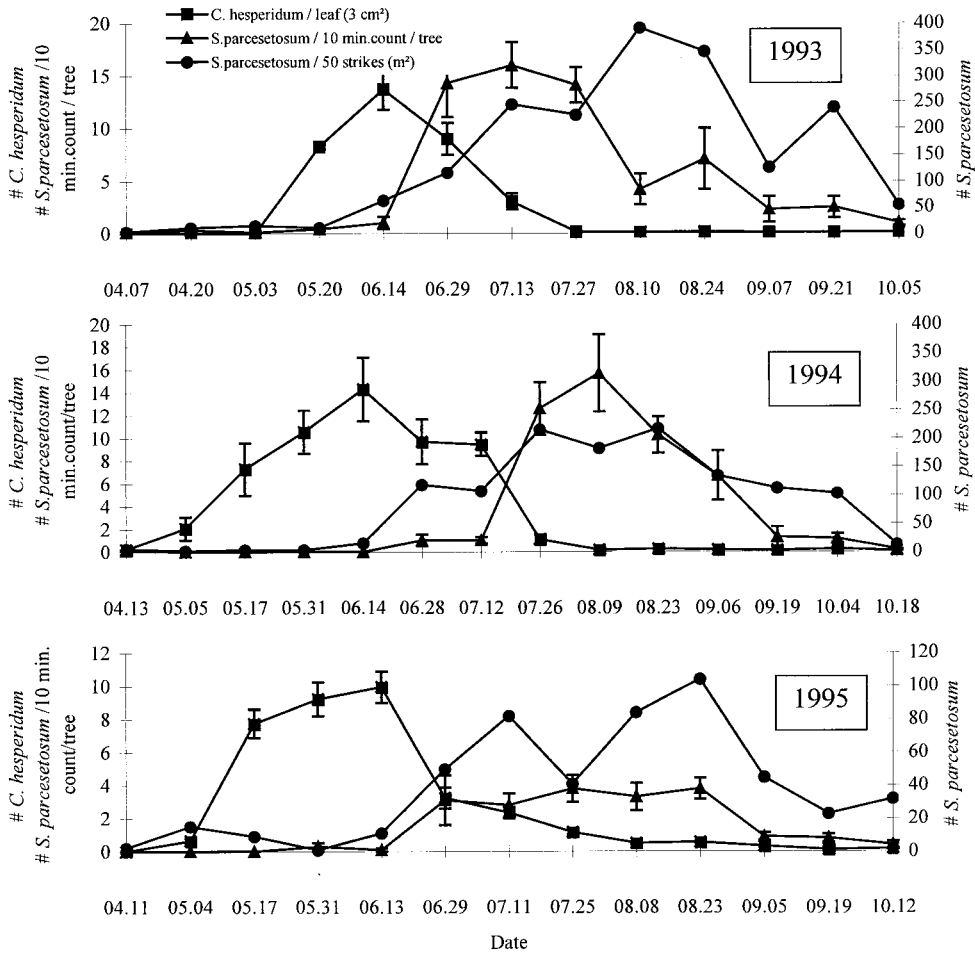 C. hesperidum / leaf (3 cm²)
S.parcesetosum / 10 min.count / tree
S.parcesetosum / 50 strikes (m²)
1993
# C. hesperidum
# S.parcesetosum /10
min.count / tree
20
15
10
5
0
400
350
300
250
200
150
100
50
0
# S.parcesetosum
04.07 04.20 05.03 05.20 06.14 06.29 07.13 07.27 08.10 08.24 09.07 09.21 10.05
1994
# C. hesperidum
# S.parcesetosum /10
min.count/tree
20
18
16
14
12
10
8
6
4
2
0
400
350
300
250
200
150
100
50
0
# S. parcesetosum
04.13 05.05 05.17 05.31 06.14 06.28 07.12 07.26 08.09 08.23 09.06 09.19 10.04 10.18
1995
# C. hesperidum
# S. parcesetosum /10 min.
count/tree
12
10
8
6
4
2
0
120
100
80
60
40
20
0
# S. parcesetosum
04.11 05.04 05.17 05.31 06.13 06.29 07.11 07.25 08.08 08.23 09.05 09.19 10.12
Date